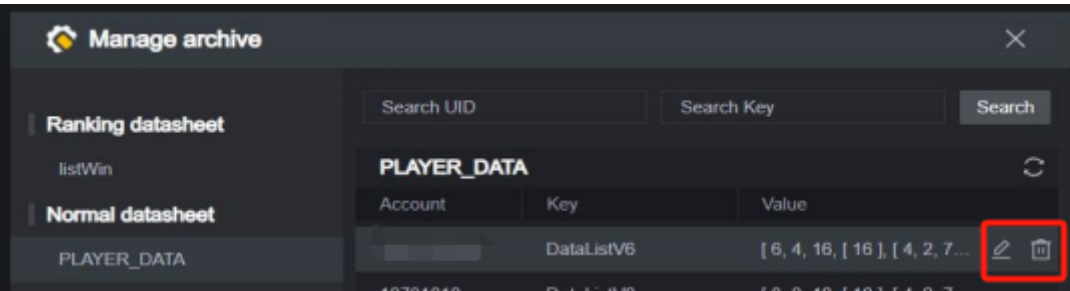 Manage archive
Ranking datasheet
listWin
Normal datasheet
PLAYER_DATA
Search UID
Search Key
Search
PLAYER_DATA
Account Key Value
DataListV6 [ 6, 4, 16, [ 16 ], [ 4, 2, 7...